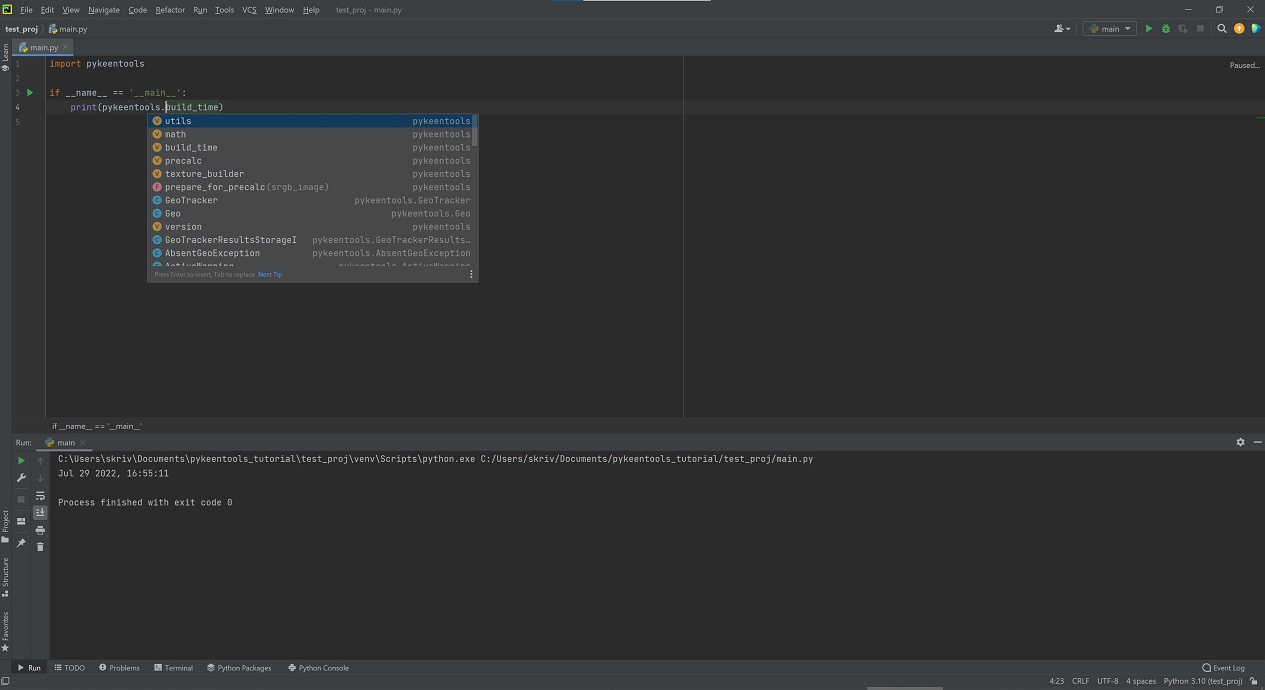 File Edit View Navigate Code Refactor Run Tools VCS Window Help test_proj - main.py
test_proj main.py main
Learn
main.py
Paused...
1 import pykeentools
2
3 if __name__ == '__main__':
4 print(pykeentools.build_time)
5
utils pykeentools
math pykeentools
build_time pykeentools
precalc pykeentools
texture_builder pykeentools
prepare_for_precalc(srgb_image) pykeentools
GeoTracker pykeentools.GeoTracker
Geo pykeentools.Geo
version pykeentools
GeoTrackerResultsStorageI pykeentools.GeoTrackerResults…
AbsentGeoException pykeentools.AbsentGeoException
ActiveWarning pykeentools.ActiveWarning
Press Enter to insert, Tab to replace Next Tip
if __name__ == '__main__'
Run: main
C:\Users\skriv\Documents\pykeentools_tutorial\test_proj\venv\Scripts\python.exe C:/Users/skriv/Documents/pykeentools_tutorial/test_proj/main.py
Jul 29 2022, 16:55:11
Process finished with exit code 0
Project
Structure
Favorites
Run TODO Problems Terminal Python Packages Python Console Event Log
4:23 CRLF UTF-8 4 spaces Python 3.10 (test_proj)